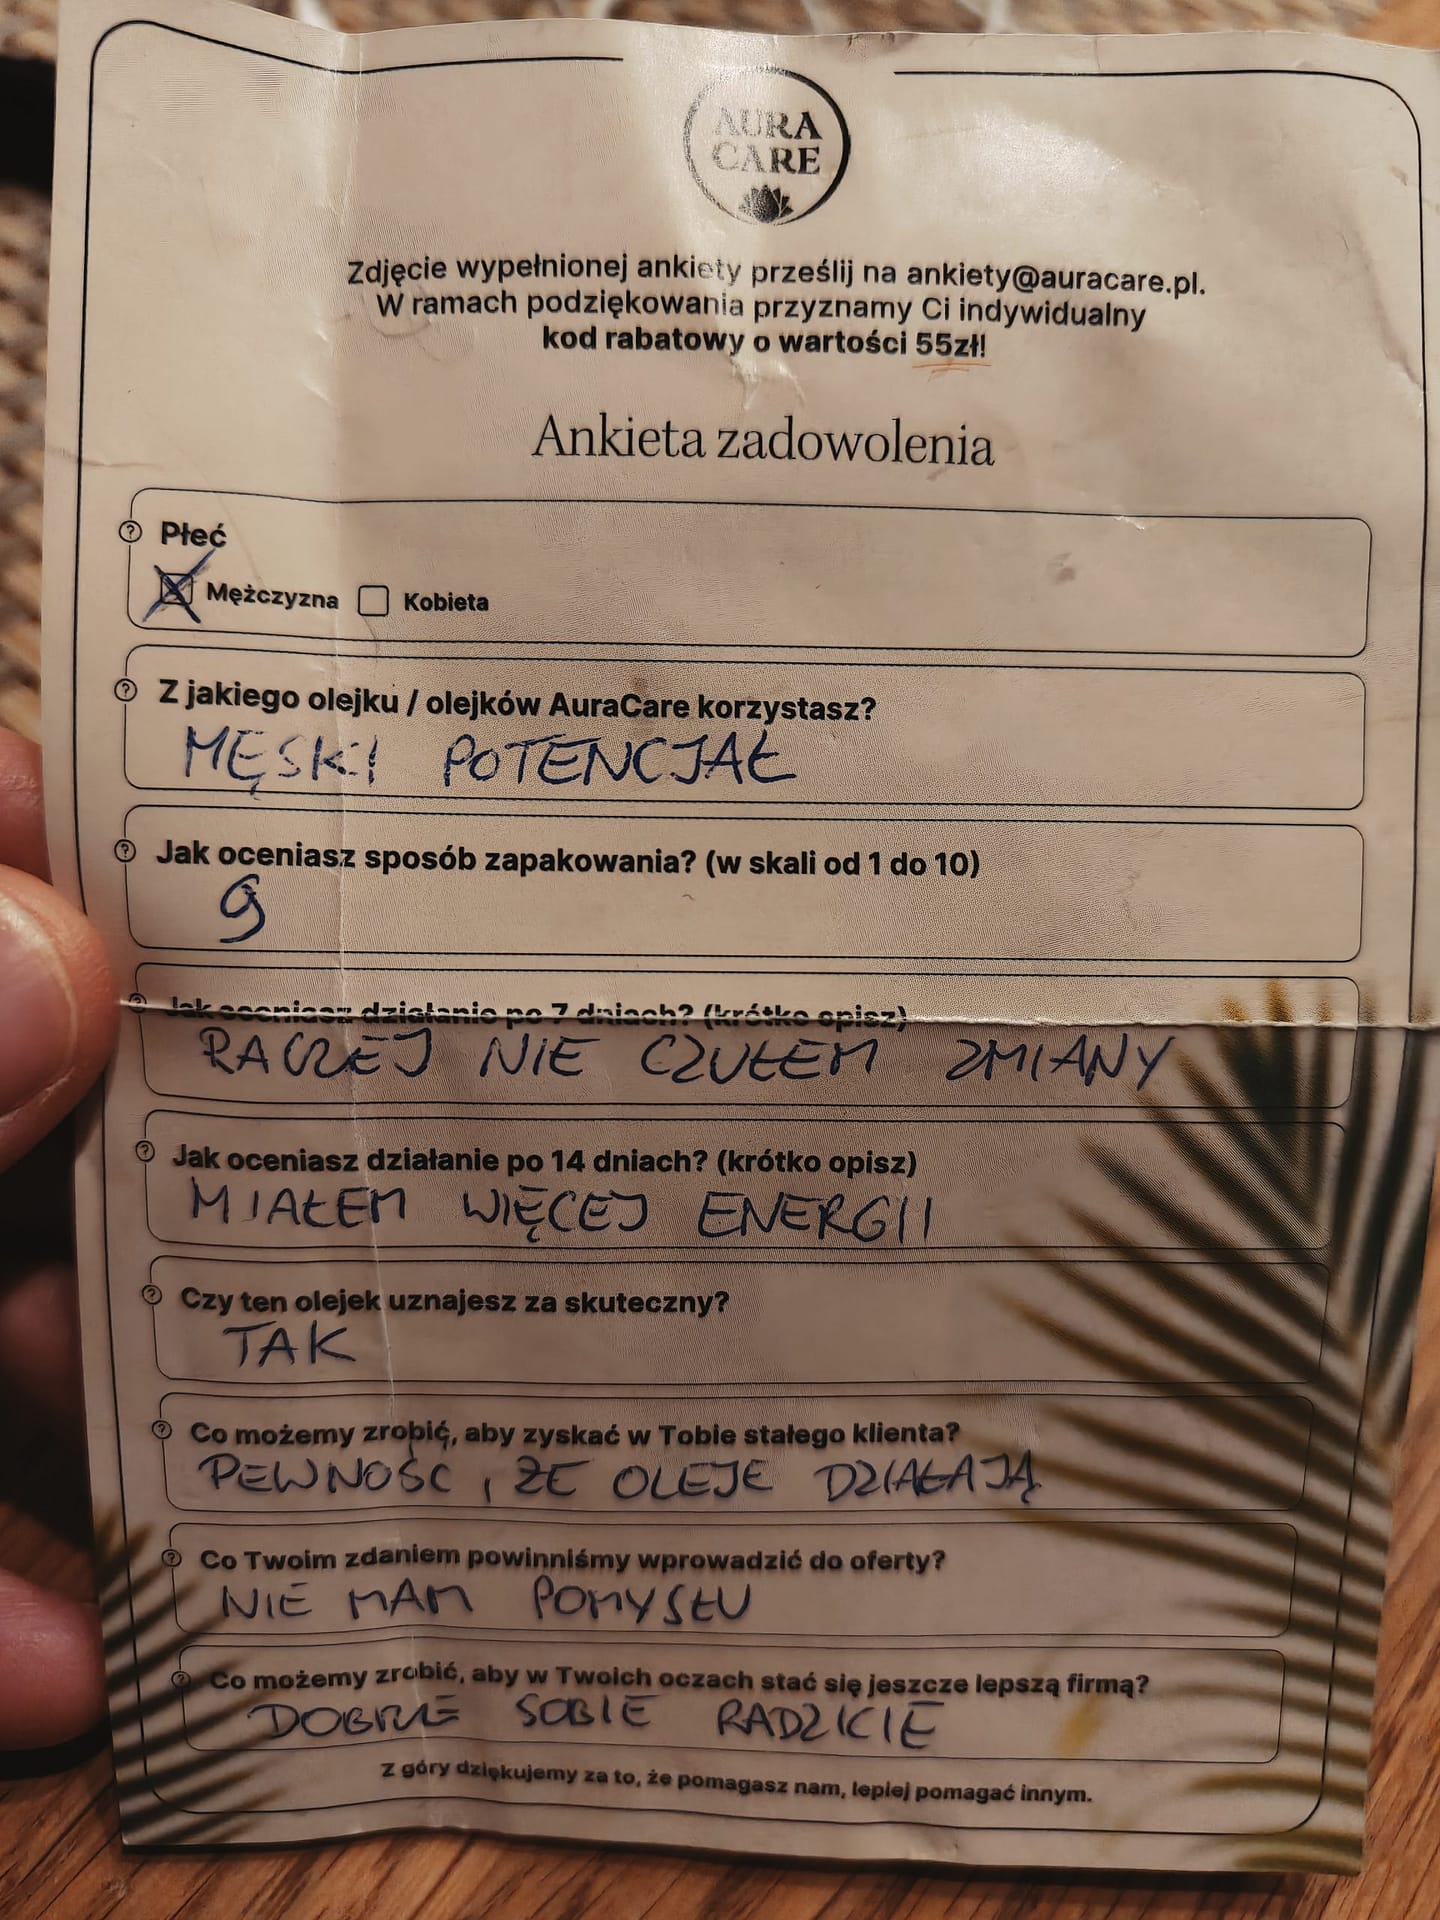 AURA
CARE
Zdjęcie wypełnionej ankiety prześlij na ankiety@auracare.pl.
W ramach podziękowania przyznamy Ci indywidualny
kod rabatowy o wartości 55zł!
Ankieta zadowolenia
Płeć
Mężczyzna Kobieta
Z jakiego olejku / olejków AuraCare korzystasz?
MĘSKI POTENCJAŁ
Jak oceniasz sposób zapakowania? (w skali od 1 do 10)
9
Jak oceniasz działanie po 7 dniach? (krótko opisz)
RACZEJ NIE CZUŁEM ZMIANY
Jak oceniasz działanie po 14 dniach? (krótko opisz)
MIAŁEM WIĘCEJ ENERGII
Czy ten olejek uznajesz za skuteczny?
TAK
Co możemy zrobić, aby zyskać w Tobie stałego klienta?
PEWNOŚC, ŻE OLEJE DZIAŁAJĄ
Co Twoim zdaniem powinniśmy wprowadzić do oferty?
NIE MAM POMYSŁU
Co możemy zrobić, aby w Twoich oczach stać się jeszcze lepszą firmą?
DOBRZE SOBIE RADZICIE
Z góry dziękujemy za to, że pomagasz nam, lepiej pomagać innym.